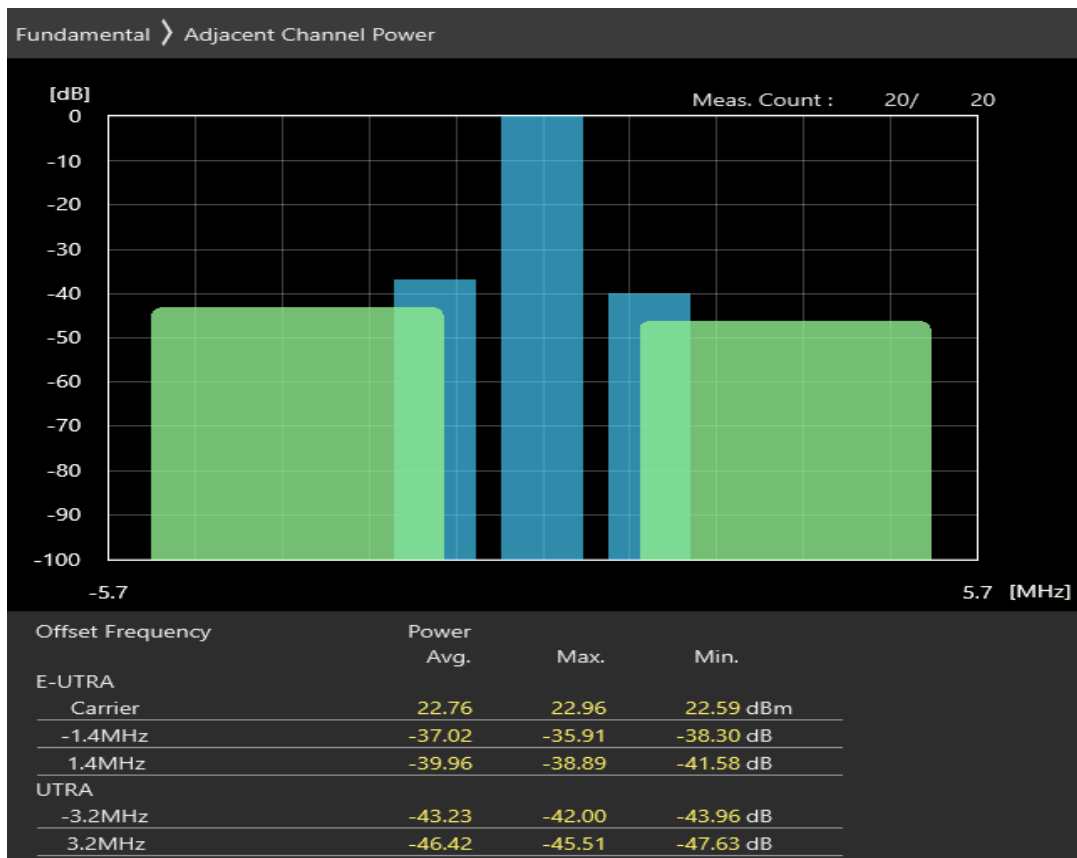 Fundamental 〉 Adjacent Channel Power
[dB]
Meas. Count : 20/ 20
0
-10
-20
-30
-40
-50
-60
-70
-80
-90
-100
-5.7 5.7 [MHz]
Offset Frequency Power
Avg. Max. Min.
E-UTRA
Carrier 22.76 22.96 22.59 dBm
-1.4MHz -37.02 -35.91 -38.30 dB
1.4MHz -39.96 -38.89 -41.58 dB
UTRA
-3.2MHz -43.23 -42.00 -43.96 dB
3.2MHz -46.42 -45.51 -47.63 dB